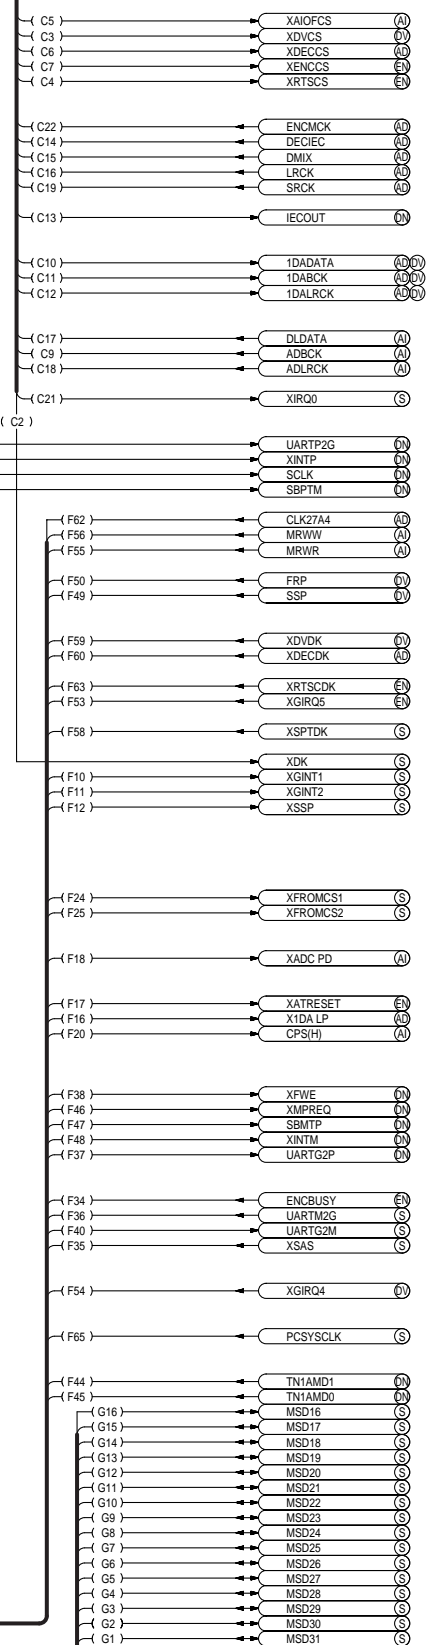 C5 XAIOFCS AI
C3 XDVCS DV
C6 XDECCS AD
C7 XENCCS EN
C4 XRTSCS EN
C22 ENCMCK AD
C14 DECIEC AD
C15 DMIX AD
C16 LRCK AD
C19 SRCK AD
C13 IECOUT DN
C10 1DADATA AD DV
C11 1DABCK AD DV
C12 1DALRCK AD DV
C17 DLDATA AI
C9 ADBCK AI
C18 ADLRCK AI
C21 XIRQ0 S
C2
UARTP2G DN
XINTP DN
SCLK DN
SBPTM DN
F62 CLK27A4 AD
F56 MRWW AI
F55 MRWR AI
F50 FRP DV
F49 SSP DV
F59 XDVDK DV
F60 XDECDK AD
F63 XRTSCDK EN
F53 XGIRQ5 EN
F58 XSPTDK S
XDK S
F10 XGINT1 S
F11 XGINT2 S
F12 XSSP S
F24 XFROMCS1 S
F25 XFROMCS2 S
F18 XADC PD AI
F17 XATRESET EN
F16 X1DA LP AD
F20 CPS(H) AI
F38 XFWE DN
F46 XMPREQ DN
F47 SBMTP DN
F48 XINTM DN
F37 UARTG2P DN
F34 ENCBUSY EN
F36 UARTM2G S
F40 UARTG2M S
F35 XSAS S
F54 XGIRQ4 DV
F65 PCSYSCLK S
F44 TN1AMD1 DN
F45 TN1AMD0 DN
G16 MSD16 S
G15 MSD17 S
G14 MSD18 S
G13 MSD19 S
G12 MSD20 S
G11 MSD21 S
G10 MSD22 S
G9 MSD23 S
G8 MSD24 S
G7 MSD25 S
G6 MSD26 S
G5 MSD27 S
G4 MSD28 S
G3 MSD29 S
G2 MSD30 S
G1 MSD31 S